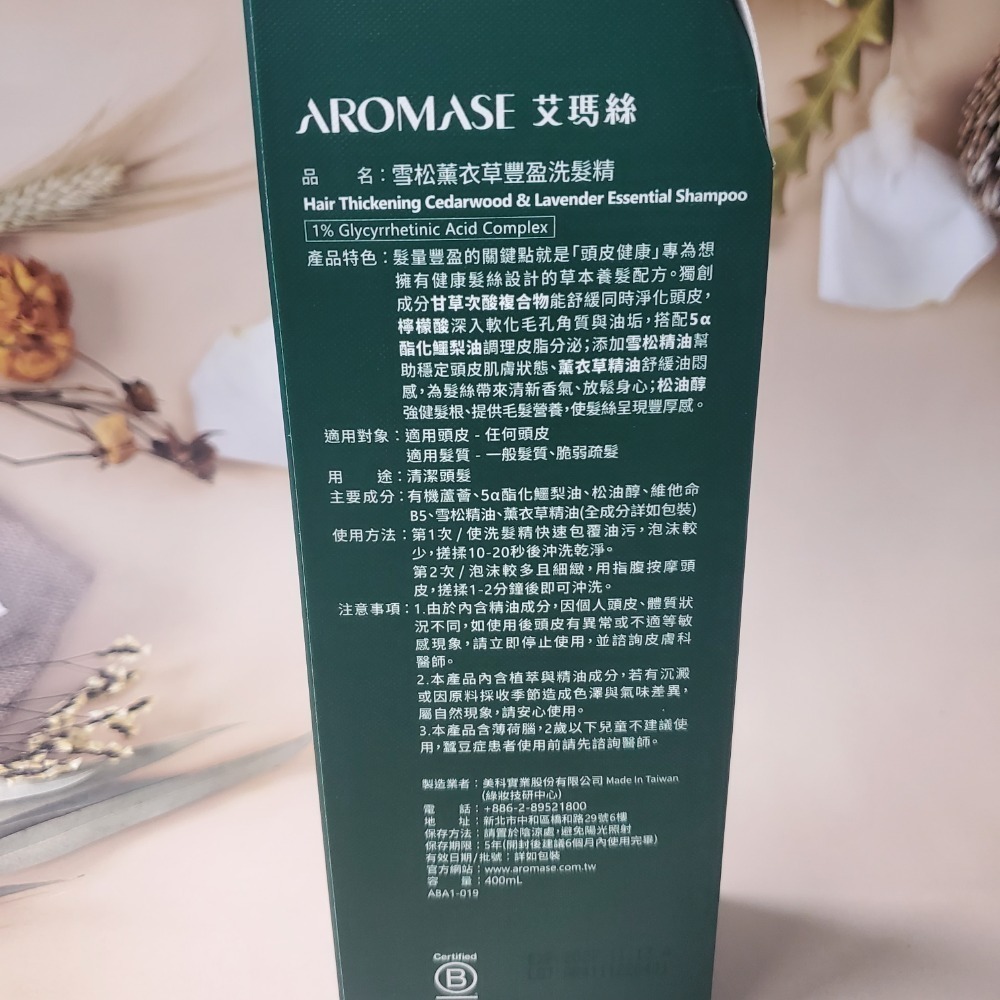 AROMASE 艾瑪絲
品　　名：雪松薰衣草豐盈洗髮精
Hair Thickening Cedarwood & Lavender Essential Shampoo
1% Glycyrrhetinic Acid Complex
產品特色：髮量豐盈的關鍵點就是「頭皮健康」專為想
擁有健康髮絲設計的草本養髮配方。獨創
成分甘草次酸複合物能舒緩同時淨化頭皮，
檸檬酸深入軟化毛孔角質與油垢，搭配5α
酯化鱷梨油調理皮脂分泌；添加雪松精油幫
助穩定頭皮肌膚狀態、薰衣草精油舒緩油悶
感，為髮絲帶來清新香氣、放鬆身心；松油醇
強健髮根、提供毛髮營養，使髮絲呈現豐厚感。
適用對象：適用頭皮 - 任何頭皮
適用髮質 - 一般髮質、脆弱疏髮
用　　途：清潔頭髮
主要成分：有機蘆薈、5α酯化鱷梨油、松油醇、維他命
B5、雪松精油、薰衣草精油(全成分詳如包裝)
使用方法：第1次 / 使洗髮精快速包覆油污，泡沫較
少，搓揉10-20秒後沖洗乾淨。
第2次 / 泡沫較多且細緻，用指腹按摩頭
皮，搓揉1-2分鐘後即可沖洗。
注意事項：1.由於內含精油成分，因個人頭皮、體質狀
況不同，如使用後頭皮有異常或不適等敏
感現象，請立即停止使用，並諮詢皮膚科
醫師。
2.本產品內含植萃與精油成分，若有沉澱
或因原料採收季節造成色澤與氣味差異，
屬自然現象，請安心使用。
3.本產品含薄荷腦，2歲以下兒童不建議使
用，蠶豆症患者使用前請先諮詢醫師。
製造業者：美科實業股份有限公司 Made In Taiwan
(綠妝技研中心)
電　　話：+886-2-89521800
地　　址：新北市中和區橋和路29號6樓
保存方法：請置於陰涼處，避免陽光照射
保存期限：5年(開封後建議6個月內使用完畢)
有效日期/批號：詳如包裝
官方網站：www.aromase.com.tw
容　　量：400mL
ABA1-019
Certified
B